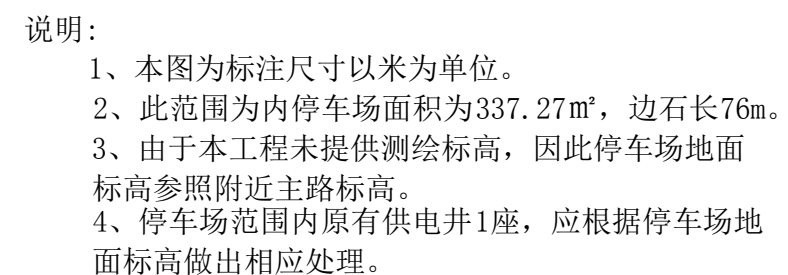 说明:
1、本图为标注尺寸以米为单位。
2、此范围为内停车场面积为337.27㎡，边石长76m。
3、由于本工程未提供测绘标高，因此停车场地面
标高参照附近主路标高。
4、停车场范围内原有供电井1座，应根据停车场地
面标高做出相应处理。